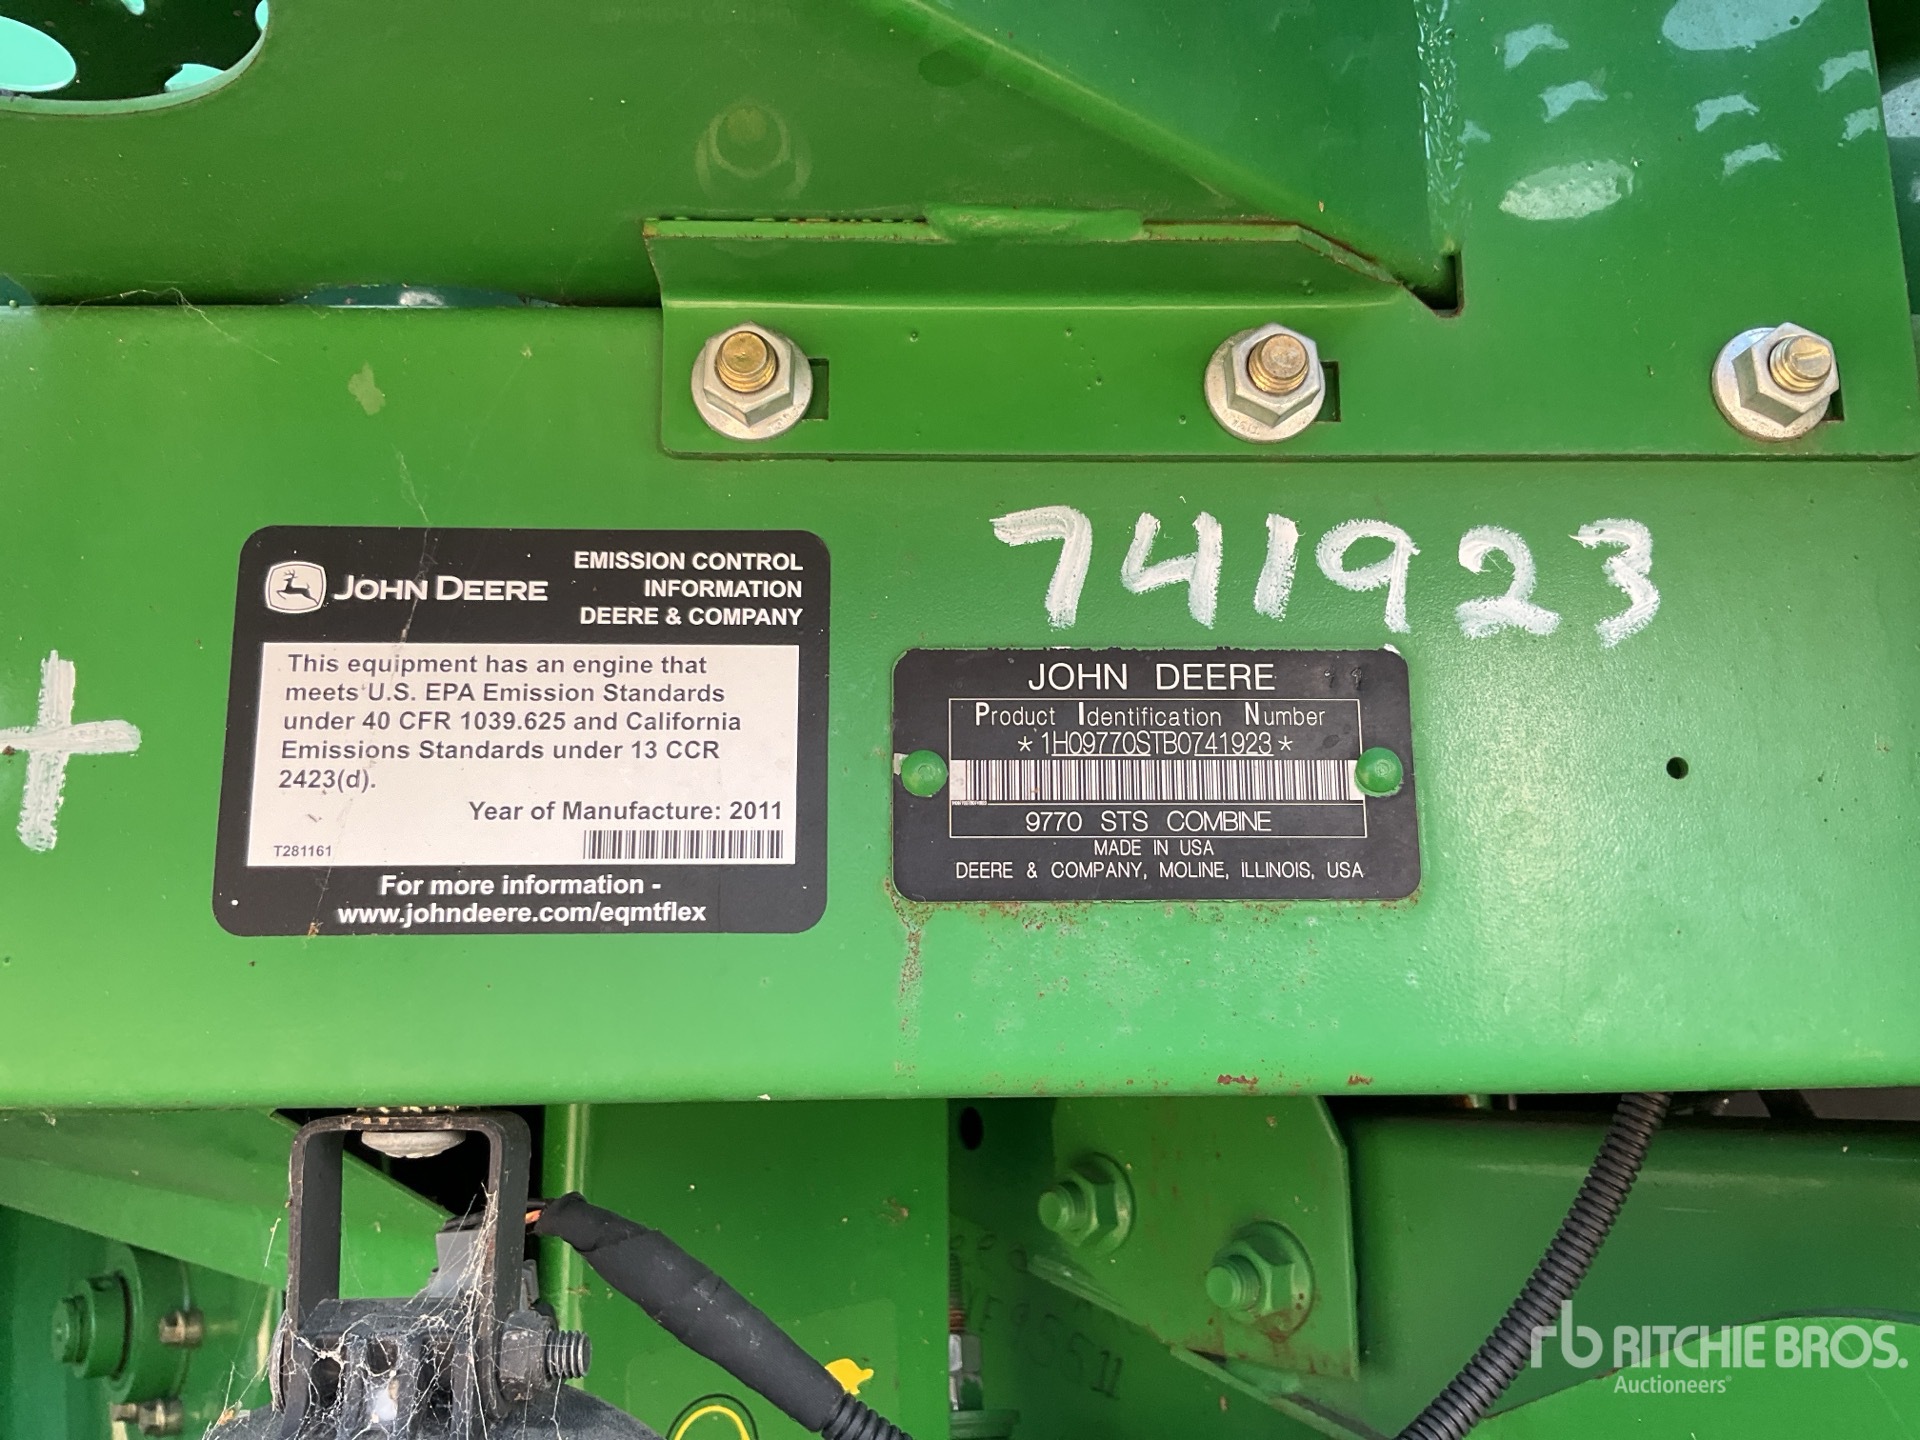 741923
JOHN DEERE
EMISSION CONTROL
INFORMATION
DEERE & COMPANY
This equipment has an engine that
meets U.S. EPA Emission Standards
under 40 CFR 1039.625 and California
Emissions Standards under 13 CCR
2423(d).
Year of Manufacture: 2011
T281161
For more information -
www.johndeere.com/eqmtflex
JOHN DEERE
Product Identification Number
*1H09770STB0741923*
9770 STS COMBINE
MADE IN USA
DEERE & COMPANY, MOLINE, ILLINOIS, USA
rb RITCHIE BROS.
Auctioneers